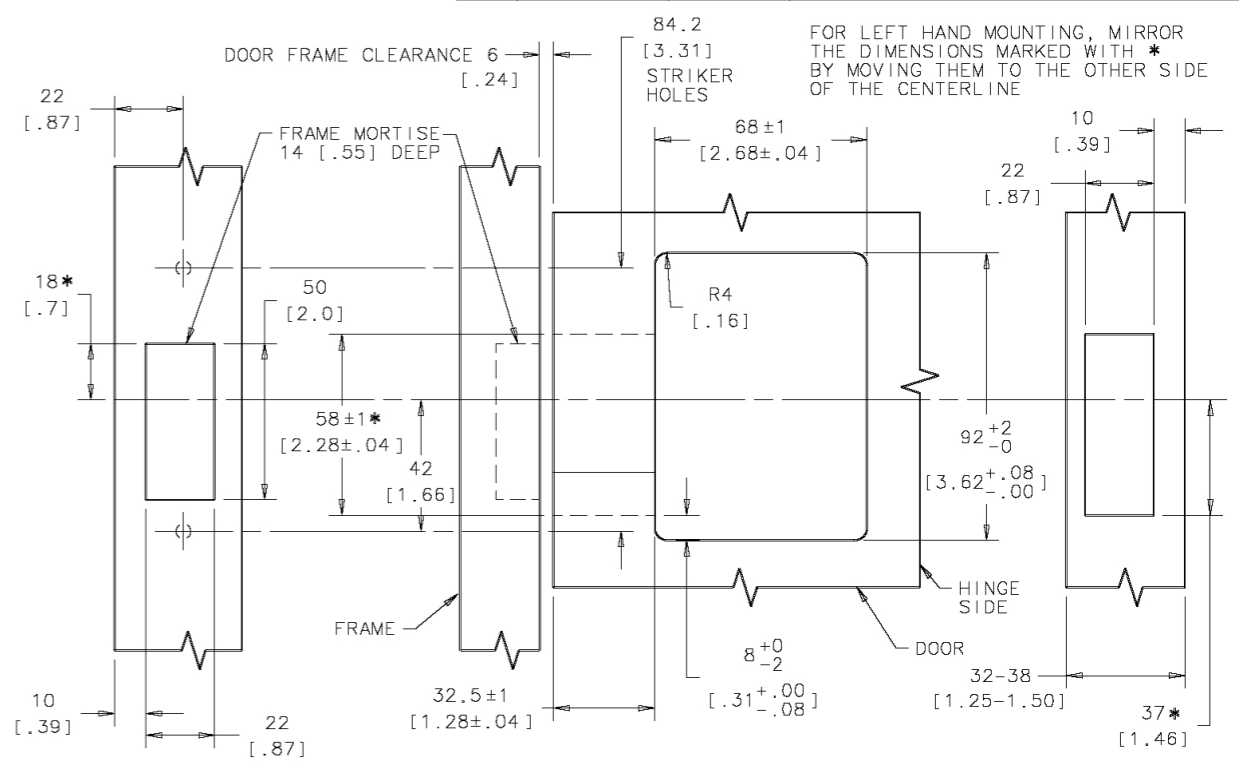 84.2
[3.31]
STRIKER
HOLES
DOOR FRAME CLEARANCE 6
[.24]
FOR LEFT HAND MOUNTING, MIRROR
THE DIMENSIONS MARKED WITH *
BY MOVING THEM TO THE OTHER SIDE
OF THE CENTERLINE
22
[.87]
FRAME MORTISE
14 [.55] DEEP
68±1
[2.68±.04]
10
[.39]
22
[.87]
18*
[.7]
50
[2.0]
R4
[.16]
58±1*
[2.28±.04]
42
[1.66]
92+2
-0
[3.62+.08
-.00]
HINGE
SIDE
FRAME
DOOR
8+0
-2
[.31+.00
-.08]
32.5±1
[1.28±.04]
32-38
[1.25-1.50]
10
[.39]
22
[.87]
37*
[1.46]